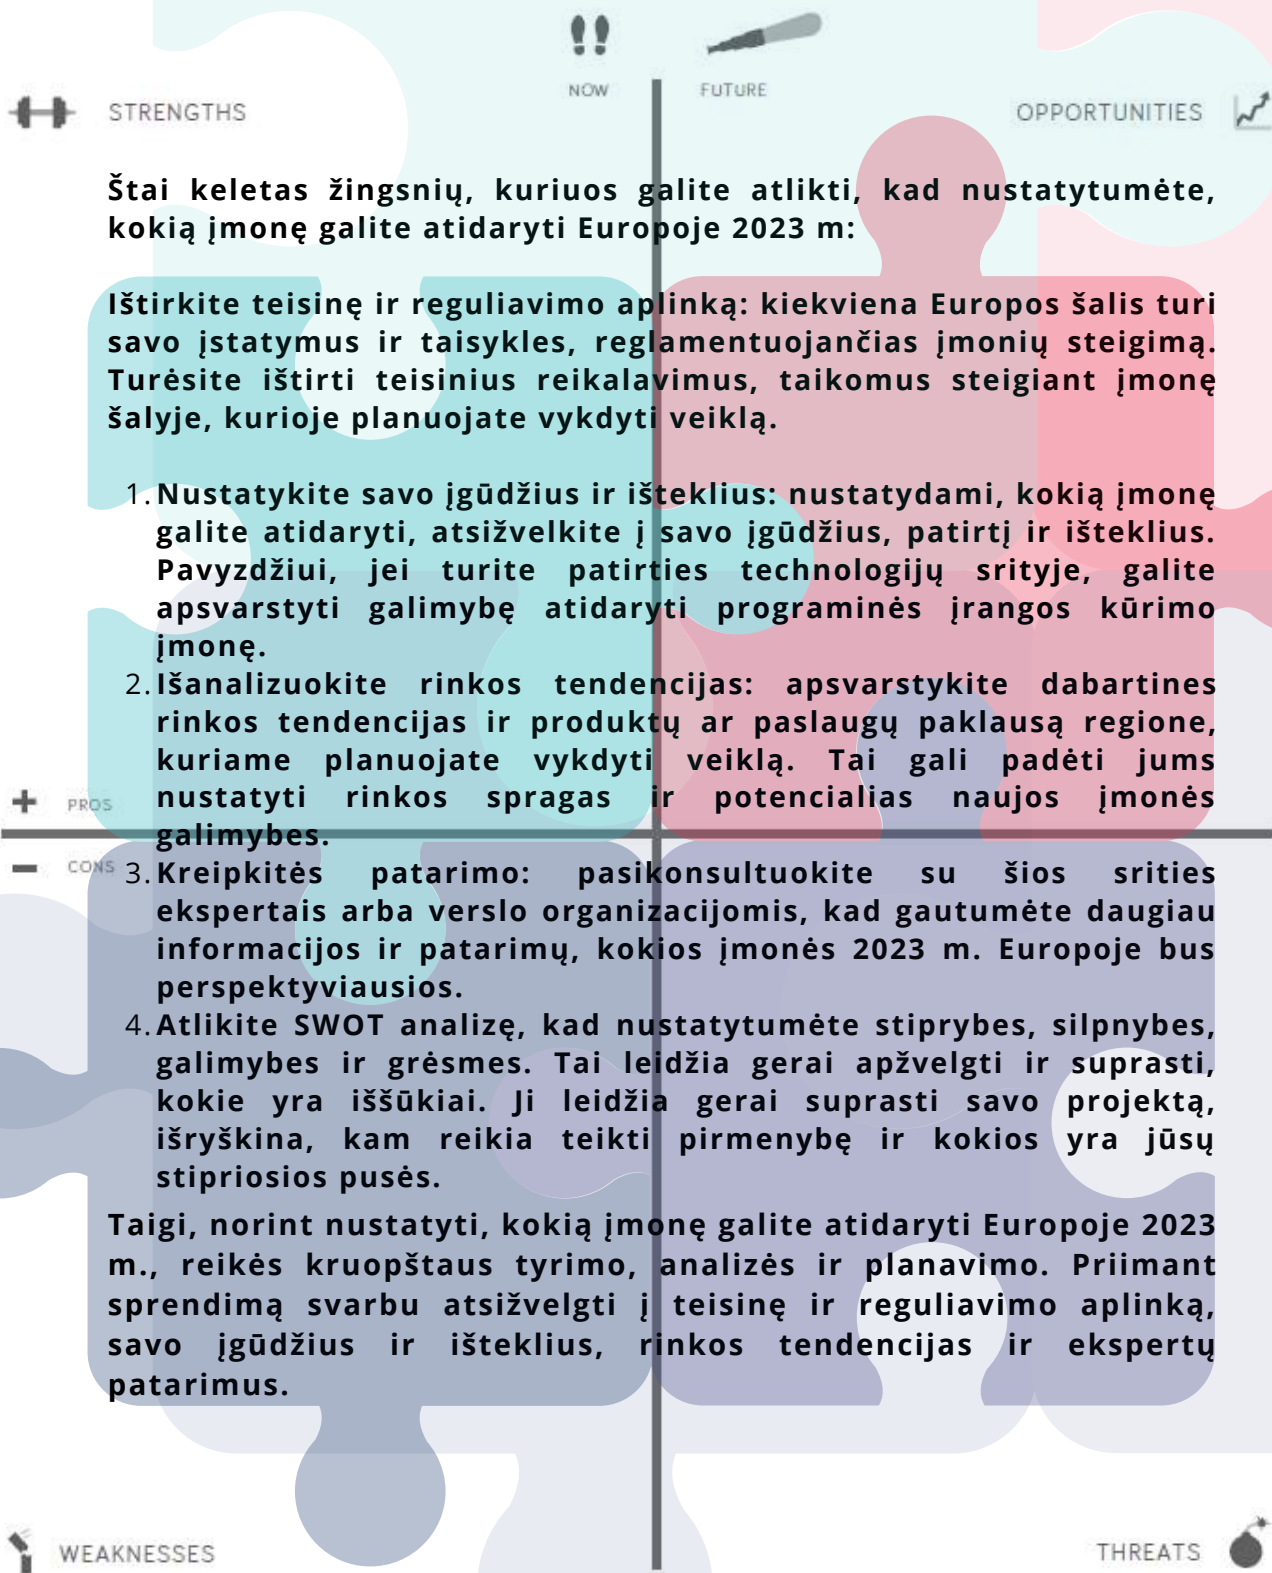 NOW
FUTURE
STRENGTHS
OPPORTUNITIES
Štai keletas žingsnių, kuriuos galite atlikti, kad nustatytumėte,
kokią įmonę galite atidaryti Europoje 2023 m:
Ištirkite teisinę ir reguliavimo aplinką: kiekviena Europos šalis turi
savo įstatymus ir taisykles, reglamentuojančias įmonių steigimą.
Turėsite ištirti teisinius reikalavimus, taikomus steigiant įmonę
šalyje, kurioje planuojate vykdyti veiklą.
1. Nustatykite savo įgūdžius ir išteklius: nustatydami, kokią įmonę
galite atidaryti, atsižvelkite į savo įgūdžius, patirtį ir išteklius.
Pavyzdžiui, jei turite patirties technologijų srityje, galite
apsvarstyti galimybę atidaryti programinės įrangos kūrimo
įmonę.
2. Išanalizuokite rinkos tendencijas: apsvarstykite dabartines
rinkos tendencijas ir produktų ar paslaugų paklausą regione,
kuriame planuojate vykdyti veiklą. Tai gali padėti jums
nustatyti rinkos spragas ir potencialias naujos įmonės
galimybes.
PROS
CONS
3. Kreipkitės patarimo: pasikonsultuokite su šios srities
ekspertais arba verslo organizacijomis, kad gautumėte daugiau
informacijos ir patarimų, kokios įmonės 2023 m. Europoje bus
perspektyviausios.
4. Atlikite SWOT analizę, kad nustatytumėte stiprybes, silpnybes,
galimybes ir grėsmes. Tai leidžia gerai apžvelgti ir suprasti,
kokie yra iššūkiai. Ji leidžia gerai suprasti savo projektą,
išryškina, kam reikia teikti pirmenybę ir kokios yra jūsų
stipriosios pusės.
Taigi, norint nustatyti, kokią įmonę galite atidaryti Europoje 2023
m., reikės kruopštaus tyrimo, analizės ir planavimo. Priimant
sprendimą svarbu atsižvelgti į teisinę ir reguliavimo aplinką,
savo įgūdžius ir išteklius, rinkos tendencijas ir ekspertų
patarimus.
WEAKNESSES
THREATS